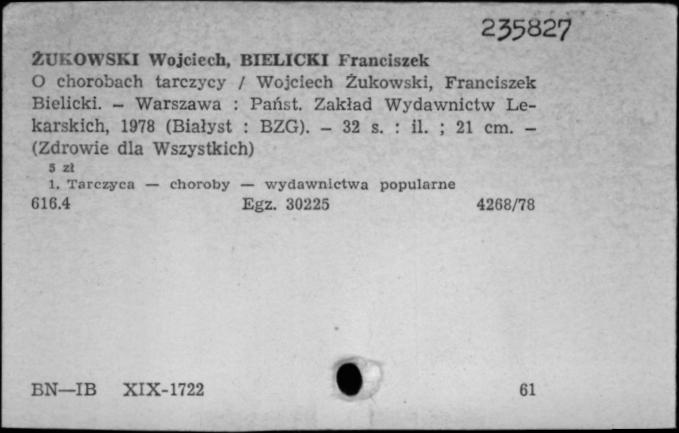 235827
ŻUKOWSKI Wojciech, BIELICKI Franciszek
O chorobach tarczycy / Wojciech Żukowski, Franciszek
Bielicki. – Warszawa : Państ. Zakład Wydawnictw Le-
karskich, 1978 (Białyst : BZG). – 32 s. : il. ; 21 cm. –
(Zdrowie dla Wszystkich)
5 zł
1. Tarczyca — choroby — wydawnictwa popularne
616.4 Egz. 30225 4268/78
BN—IB XIX-1722 61